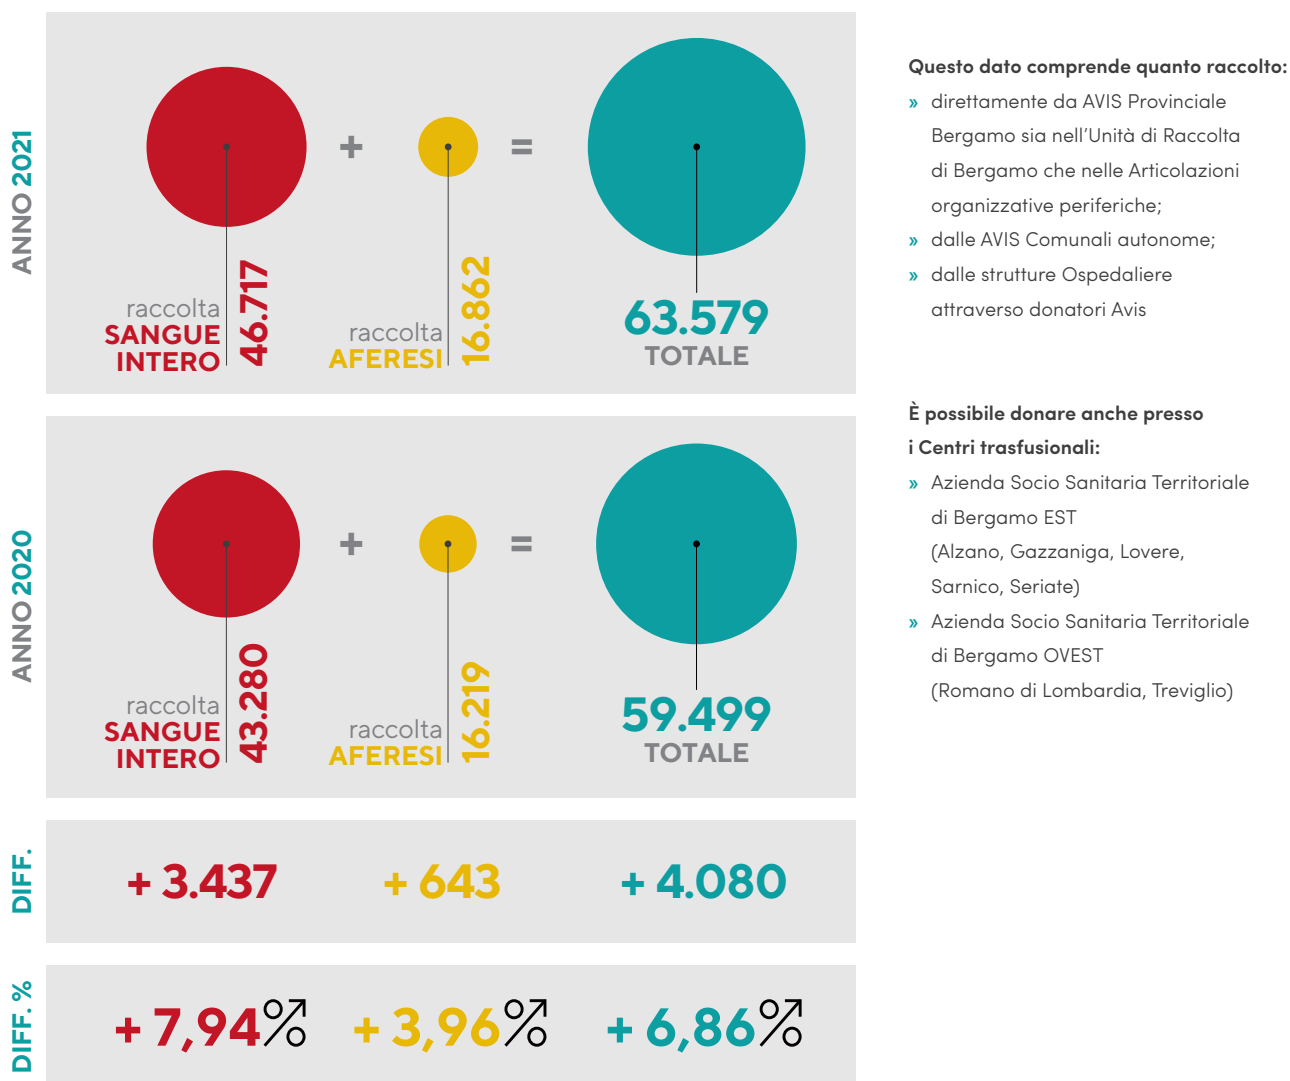 ANNO 2021
+
=
raccolta
SANGUE
INTERO
46.717
raccolta
AFERESI
16.862
63.579
TOTALE
ANNO 2020
+
=
raccolta
SANGUE
INTERO
43.280
raccolta
AFERESI
16.219
59.499
TOTALE
DIFF.
+ 3.437
+ 643
+ 4.080
DIFF. %
+ 7,94%
+ 3,96%
+ 6,86%
Questo dato comprende quanto raccolto:
» direttamente da AVIS Provinciale
Bergamo sia nell'Unità di Raccolta
di Bergamo che nelle Articolazioni
organizzative periferiche;
» dalle AVIS Comunali autonome;
» dalle strutture Ospedaliere
attraverso donatori Avis
È possibile donare anche presso
i Centri trasfusionali:
» Azienda Socio Sanitaria Territoriale
di Bergamo EST
(Alzano, Gazzaniga, Lovere,
Sarnico, Seriate)
» Azienda Socio Sanitaria Territoriale
di Bergamo OVEST
(Romano di Lombardia, Treviglio)